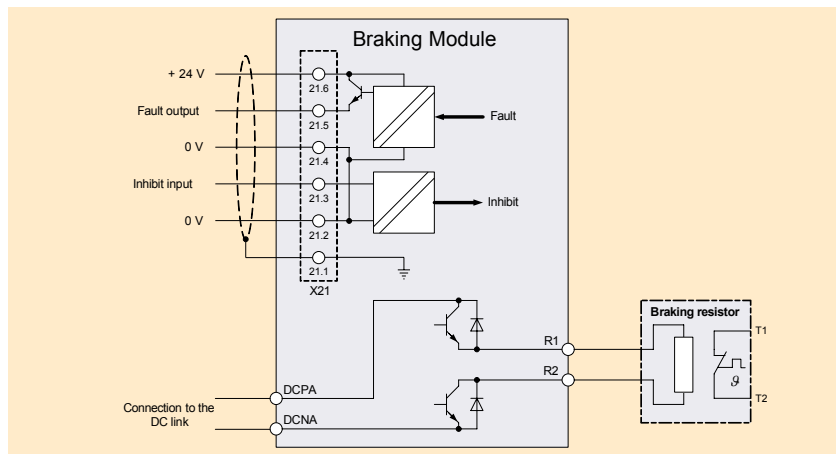 Braking Module
+ 24 V
21.6
Fault output
21.5
Fault
0 V
21.4
Inhibit input
21.3
Inhibit
0 V
21.2
21.1
X21
Braking resistor
R1
T1
R2
ϑ
T2
DCPA
Connection to the
DC link
DCNA